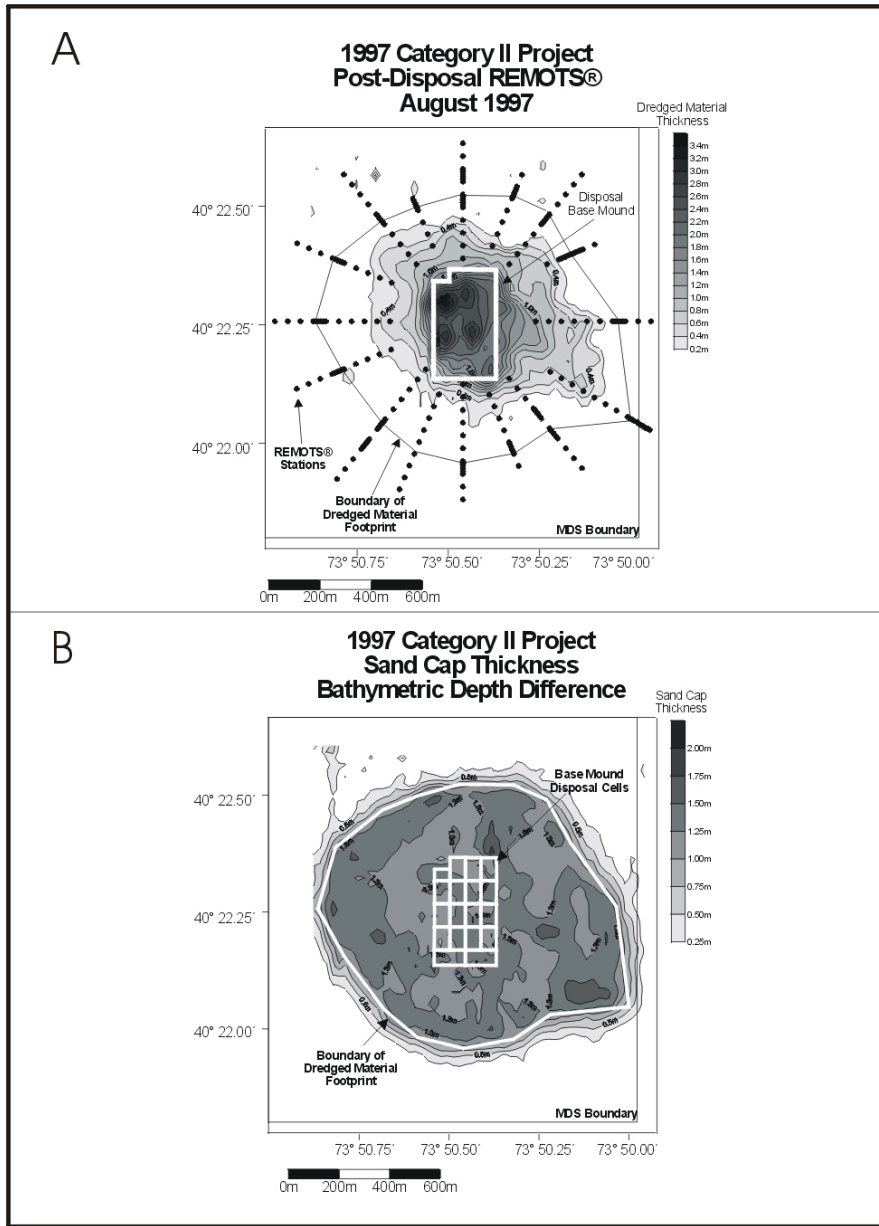 A
1997 Category II Project
Post-Disposal REMOTS®
August 1997
Dredged Material
Thickness
3.4m
3.2m
3.0m
2.8m
2.6m
2.4m
2.2m
2.0m
1.8m
1.6m
1.4m
1.2m
1.0m
0.8m
0.6m
0.4m
0.2m
Disposal
Base Mound
40° 22.50´
40° 22.25´
40° 22.00´
REMOTS®
Stations
Boundary of
Dredged Material
Footprint
MDS Boundary
73° 50.75´ 73° 50.50´ 73° 50.25´ 73° 50.00´
0m 200m 400m 600m
B
1997 Category II Project
Sand Cap Thickness
Bathymetric Depth Difference
Sand Cap
Thickness
2.00m
1.75m
1.50m
1.25m
1.00m
0.75m
0.50m
0.25m
Base Mound
Disposal Cells
40° 22.50´
40° 22.25´
40° 22.00´
Boundary of
Dredged Material
Footprint
MDS Boundary
73° 50.75´ 73° 50.50´ 73° 50.25´ 73° 50.00´
0m 200m 400m 600m